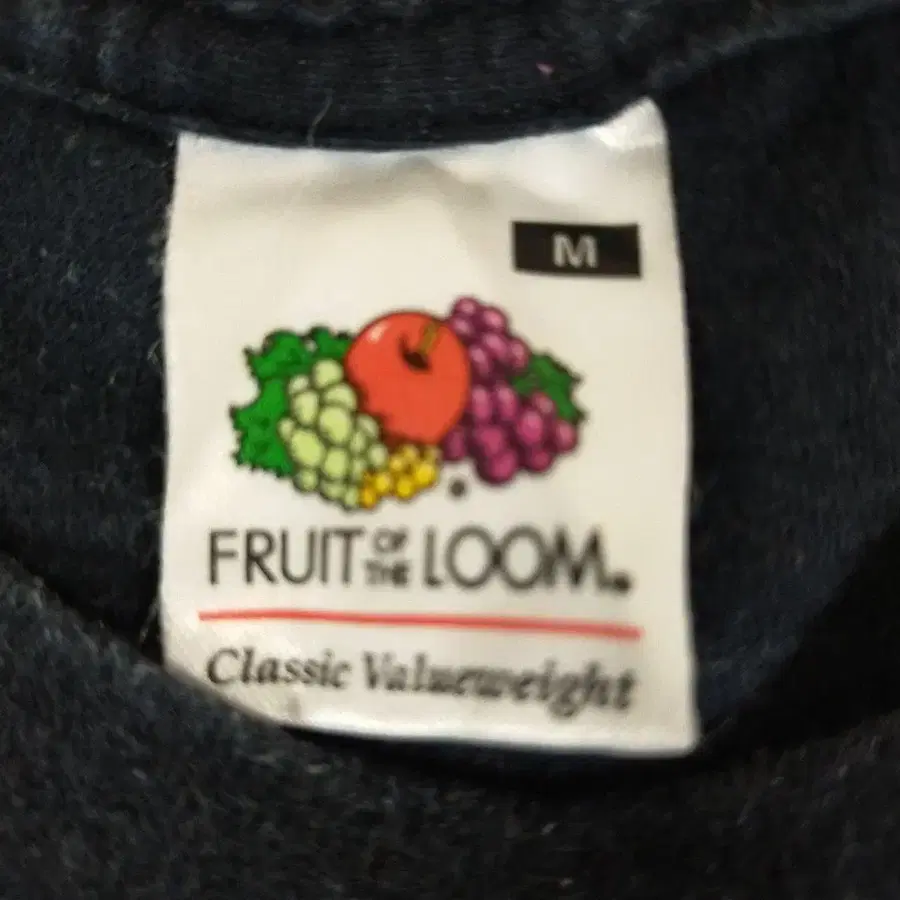 M
FRUIT OF THE LOOM®
Classic Valueweight